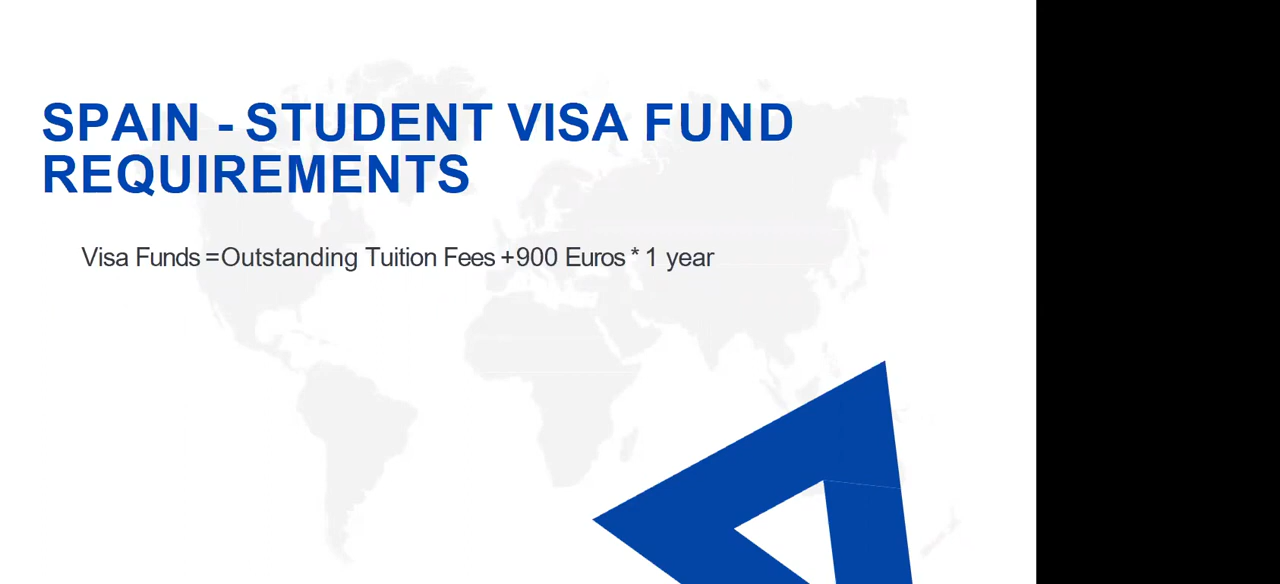 SPAIN - STUDENT VISA FUND
REQUIREMENTS
Visa Funds =Outstanding Tuition Fees +900 Euros * 1 year